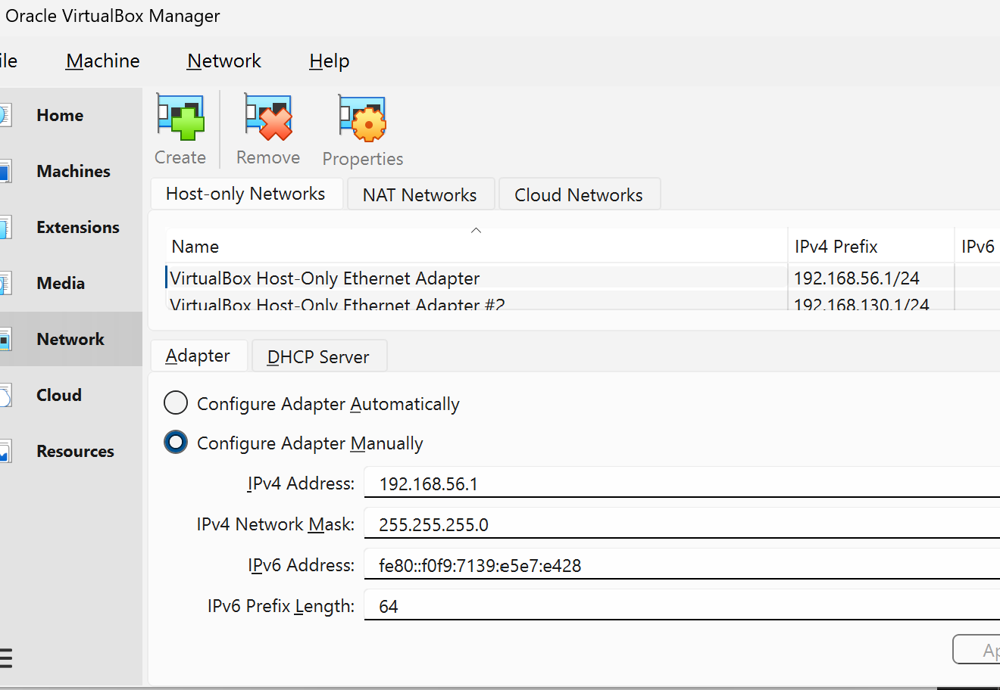 Oracle VirtualBox Manager
ile Machine Network Help
Home
Machines
Extensions
Media
Network
Cloud
Resources
Create Remove Properties
Host-only Networks NAT Networks Cloud Networks
Name IPv4 Prefix IPv6
VirtualBox Host-Only Ethernet Adapter 192.168.56.1/24
VirtualBox Host-Only Ethernet Adapter #2 192.168.130.1/24
Adapter DHCP Server
Configure Adapter Automatically
Configure Adapter Manually
IPv4 Address: 192.168.56.1
IPv4 Network Mask: 255.255.255.0
IPv6 Address: fe80::f0f9:7139:e5e7:e428
IPv6 Prefix Length: 64
Ap